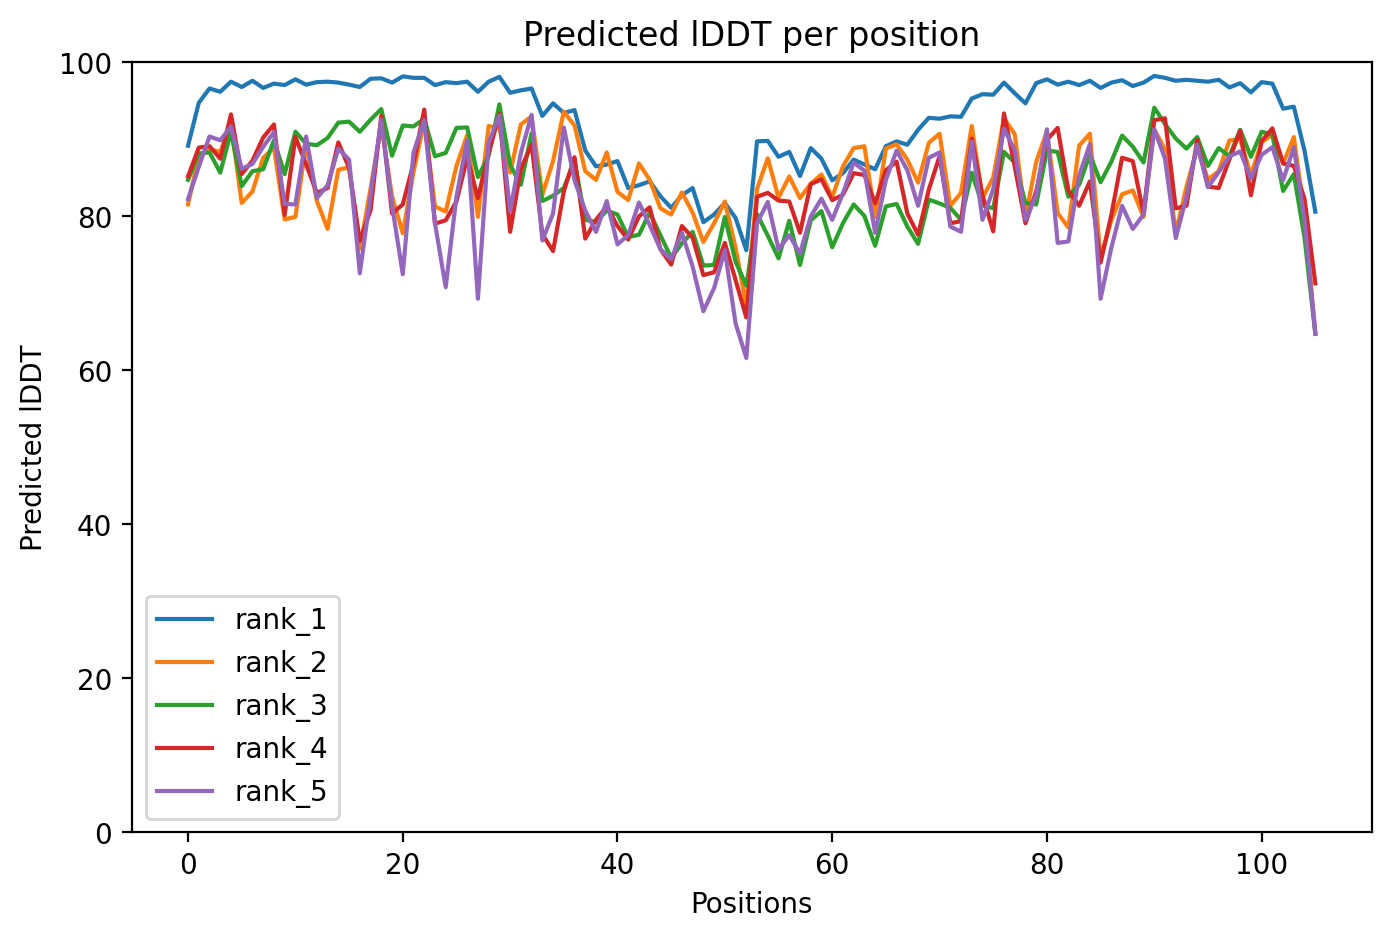 Predicted lDDT per position
100
80
60
40
20
0
Predicted lDDT
rank_1
rank_2
rank_3
rank_4
rank_5
0 20 40 60 80 100
Positions